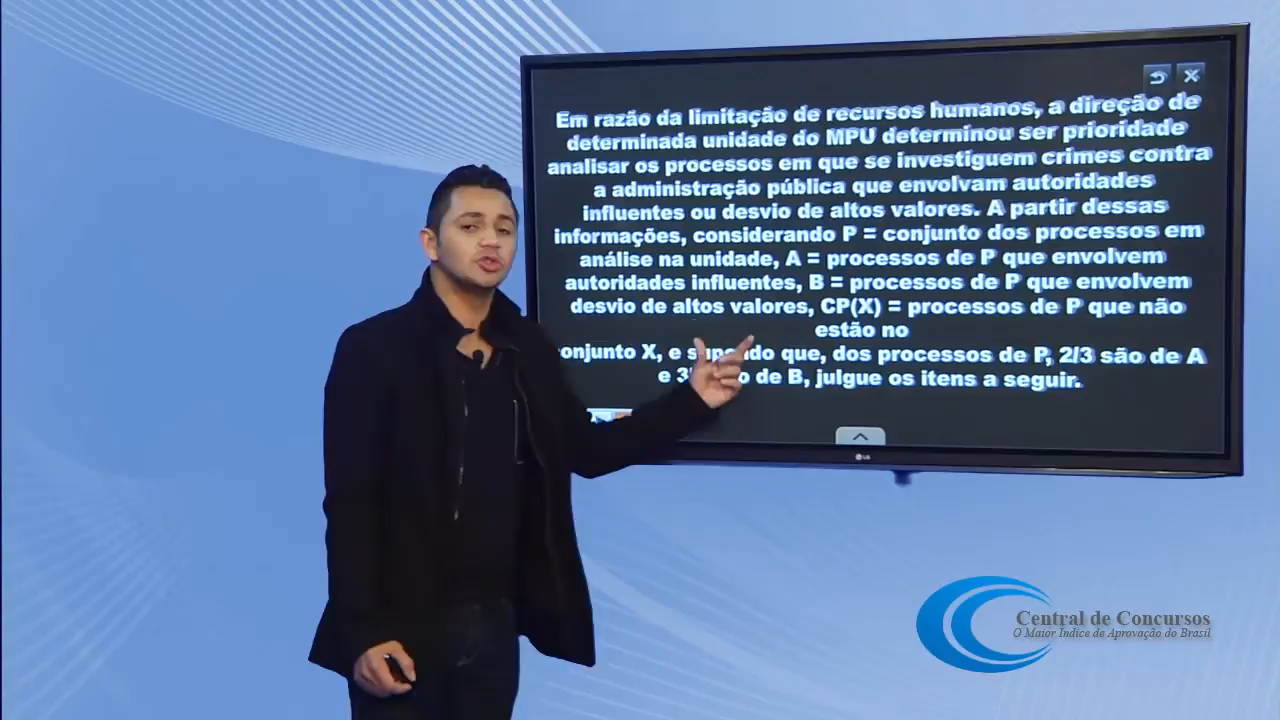 Em razão da limitação de recursos humanos, a direção de
determinada unidade do MPU determinou ser prioridade
analisar os processos em que se investiguem crimes contra
a administração pública que envolvam autoridades
influentes ou desvio de altos valores. A partir dessas
informações, considerando P = conjunto dos processos em
análise na unidade, A = processos de P que envolvem
autoridades influentes, B = processos de P que envolvem
desvio de altos valores, CP(X) = processos de P que não
estão no
onjunto X, e que, dos processos de P, 2/3 são de A
e de B, julgue os itens a seguir.
LG
Central de Concursos
O Maior Índice de Aprovação do Brasil